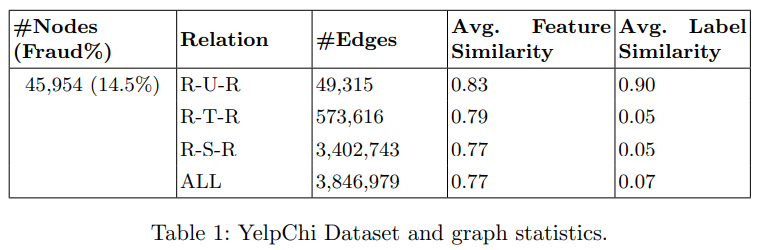 #Nodes (Fraud%) Relation #Edges Avg. Feature Similarity Avg. Label Similarity
45,954 (14.5%) R-U-R 49,315 0.83 0.90
R-T-R 573,616 0.79 0.05
R-S-R 3,402,743 0.77 0.05
ALL 3,846,979 0.77 0.07
Table 1: YelpChi Dataset and graph statistics.